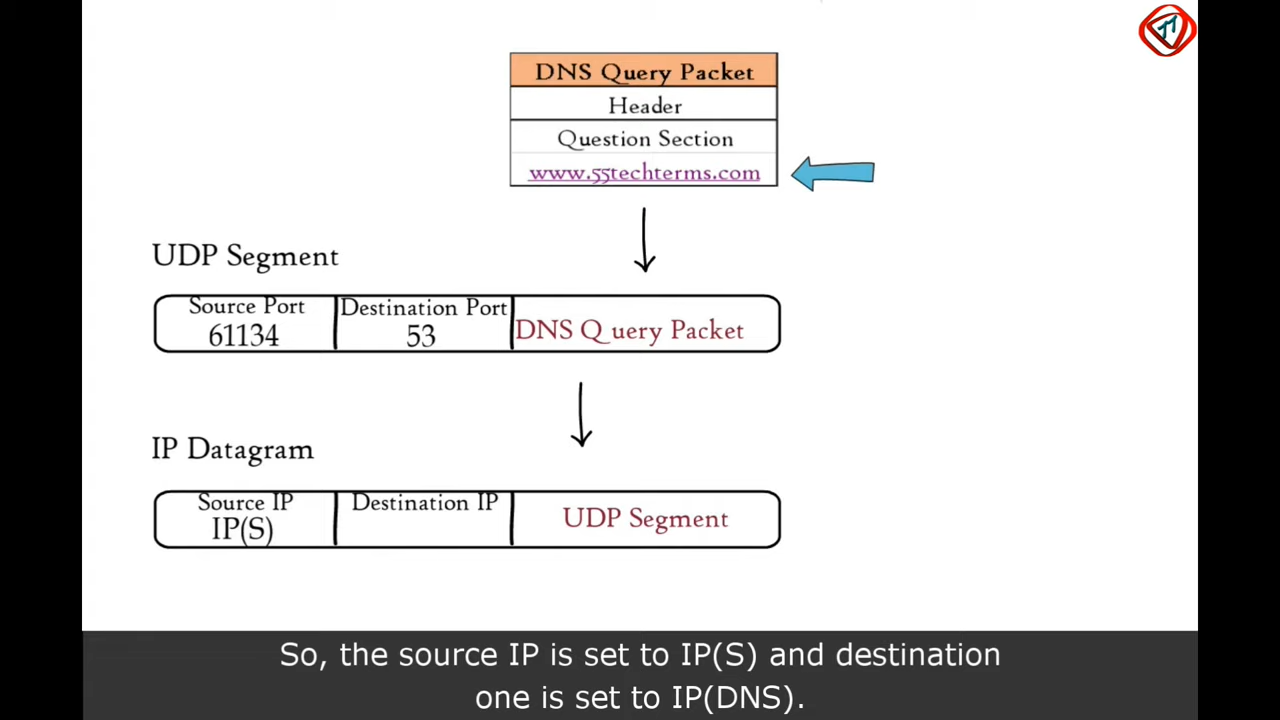 DNS Query Packet
Header
Question Section
www.55techterms.com
UDP Segment
Source Port
61134
Destination Port
53
DNS Query Packet
IP Datagram
Source IP
IP(S)
Destination IP
UDP Segment
So, the source IP is set to IP(S) and destination
one is set to IP(DNS).